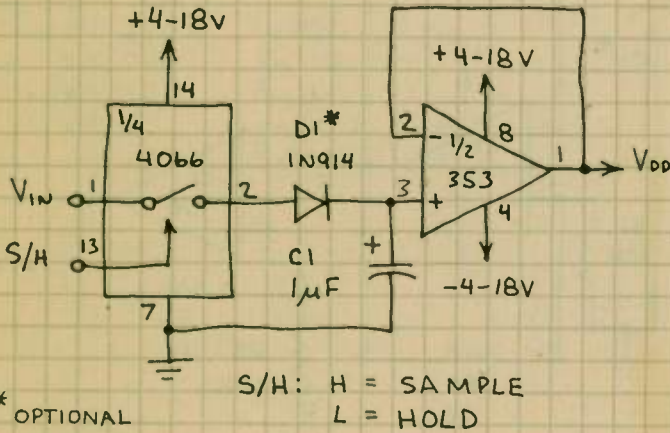 +4-18V
14
1/4
4066
VIN
1
2
S/H
13
7
D1*
1N914
C1
1µF
+
3
2
-
1/2
353
+
+4-18V
8
1
VDD
4
-4-18V
S/H: H = SAMPLE
L = HOLD
* OPTIONAL